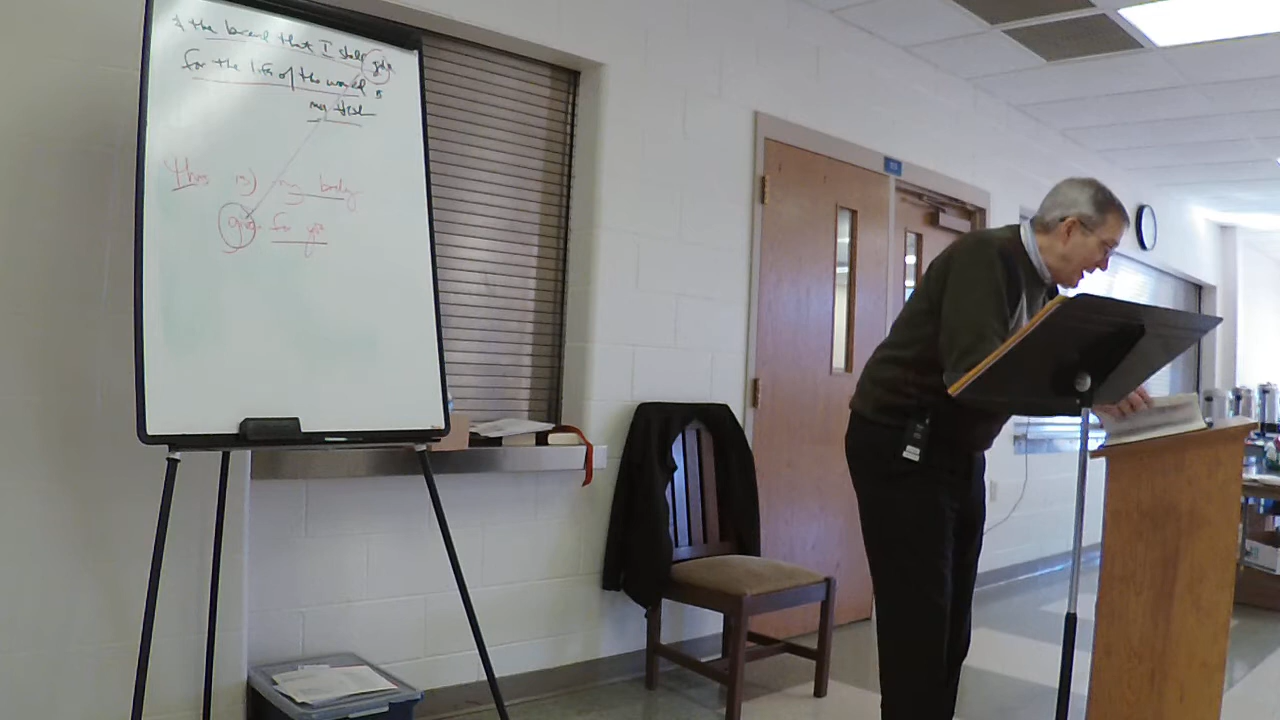 & the bread that I shall give
for the life of the world is
my flesh
This is my body
given for you